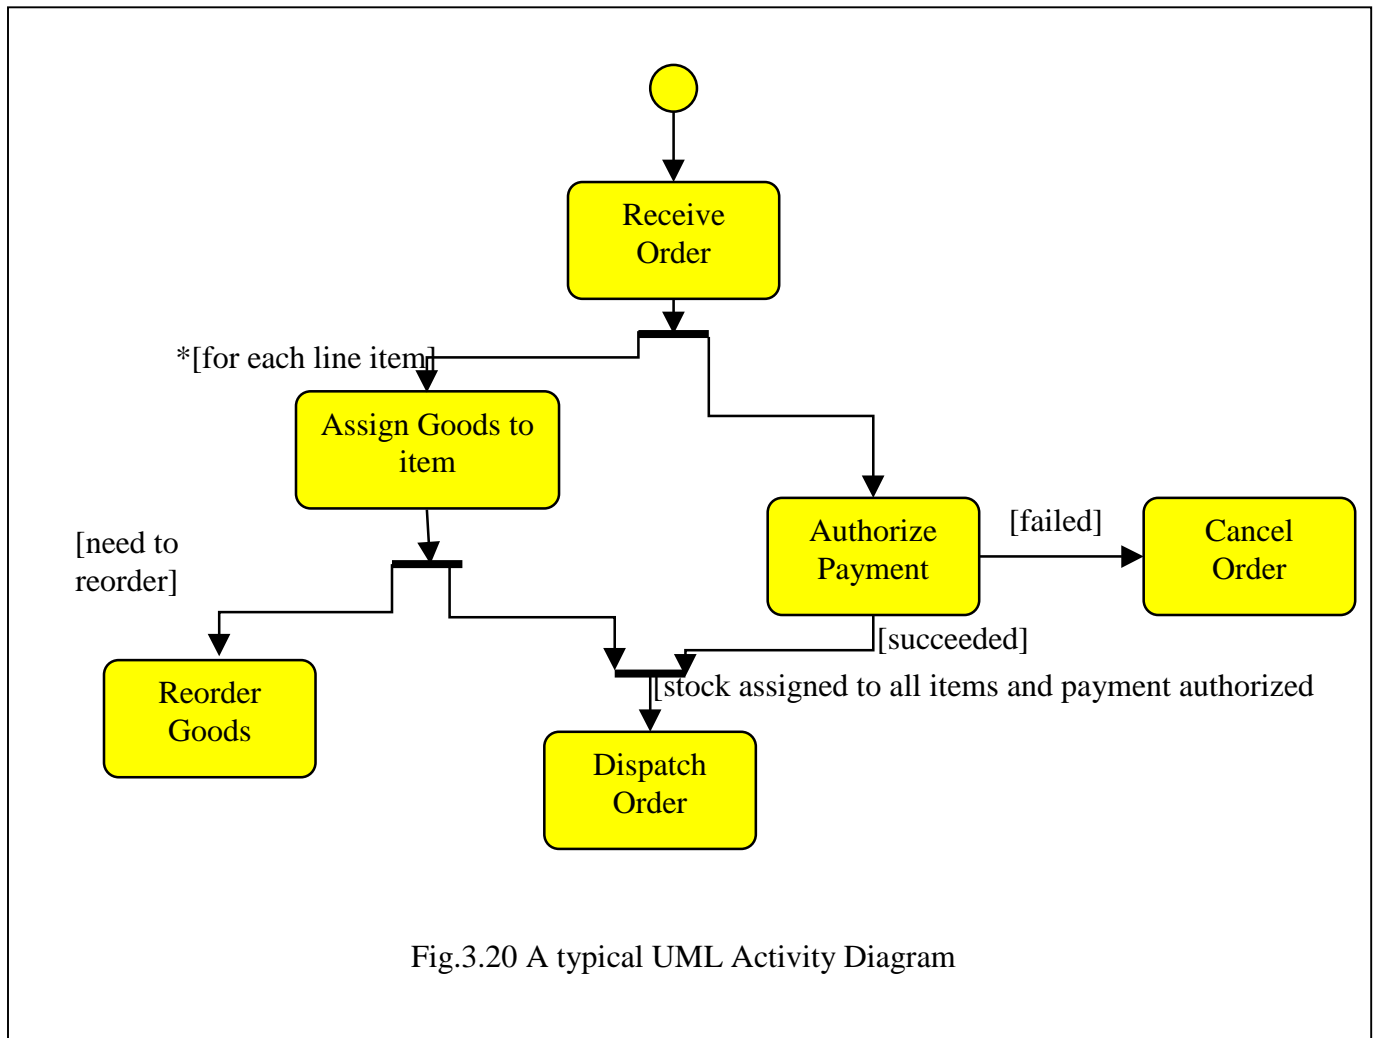 Receive
Order
*[for each line item]
Assign Goods to
item
Authorize
Payment
[failed]
Cancel
Order
[need to
reorder]
[succeeded]
[stock assigned to all items and payment authorized
Reorder
Goods
Dispatch
Order
Fig.3.20 A typical UML Activity Diagram